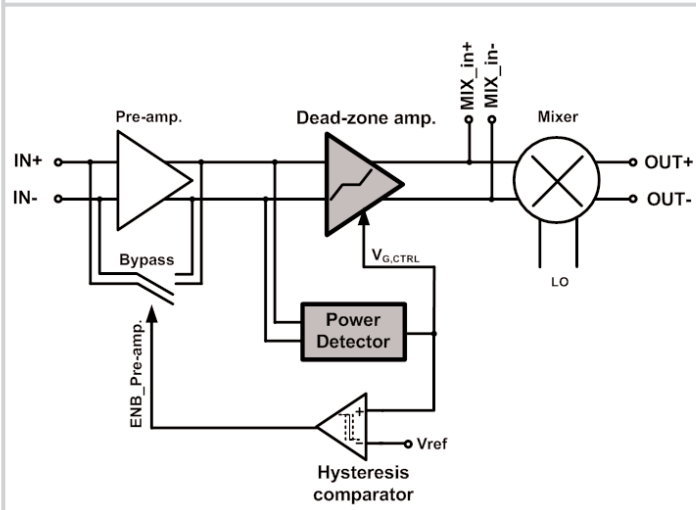 MIX_in+
MIX_in-
Pre-amp.
Dead-zone amp.
Mixer
IN+
IN-
OUT+
OUT-
Bypass
VG,CTRL
LO
ENB_Pre-amp.
Power
Detector
+
-
Vref
Hysteresis
comparator